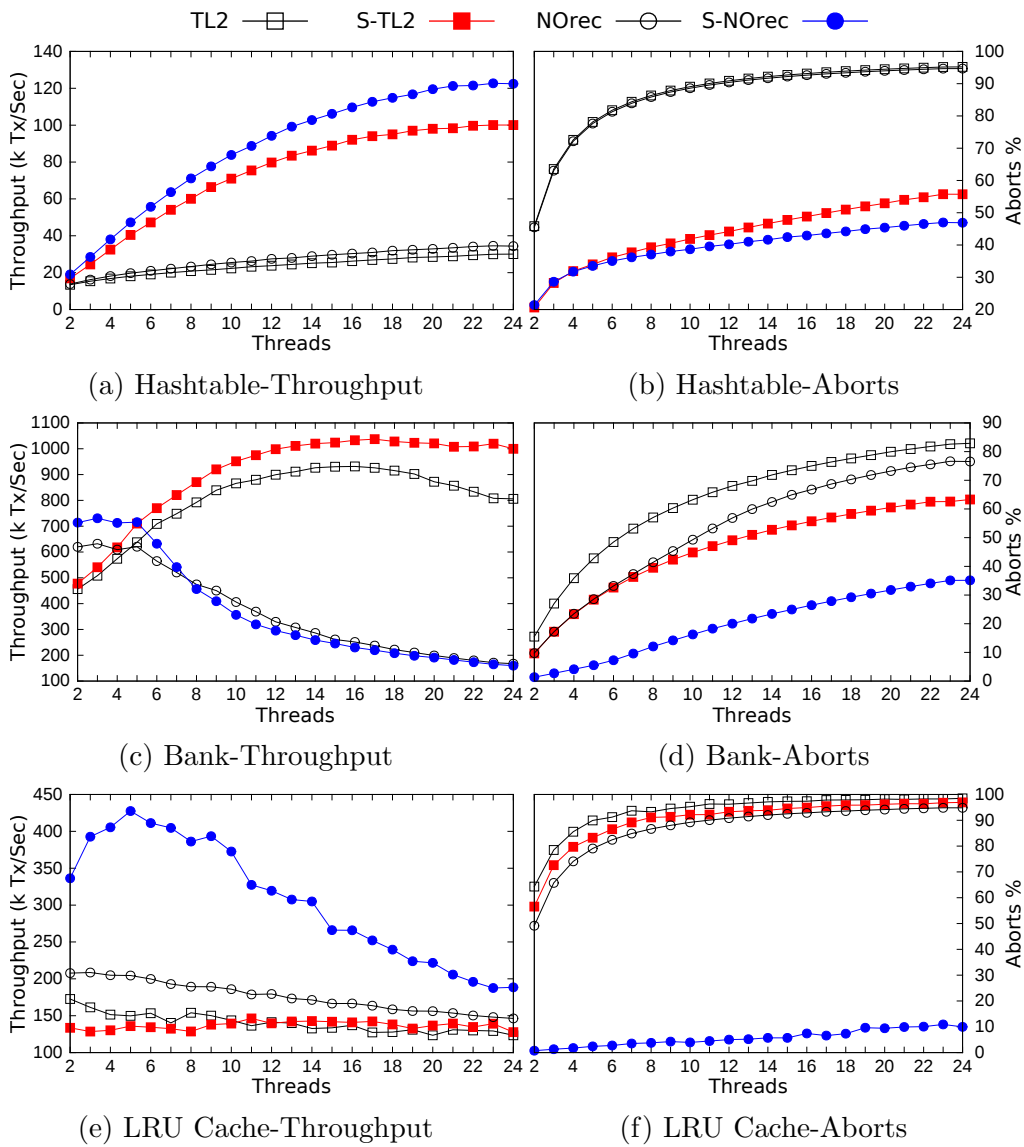 TL2 S-TL2 NOrec S-NOrec
140
120
100
80
60
40
20
0
2 4 6 8 10 12 14 16 18 20 22 24
Throughput (k Tx/Sec)
Threads
(a) Hashtable-Throughput
100
90
80
70
60
50
40
30
20
2 4 6 8 10 12 14 16 18 20 22 24
Aborts %
Threads
(b) Hashtable-Aborts
1100
1000
900
800
700
600
500
400
300
200
100
2 4 6 8 10 12 14 16 18 20 22 24
Throughput (k Tx/Sec)
Threads
(c) Bank-Throughput
90
80
70
60
50
40
30
20
10
0
2 4 6 8 10 12 14 16 18 20 22 24
Aborts %
Threads
(d) Bank-Aborts
450
400
350
300
250
200
150
100
2 4 6 8 10 12 14 16 18 20 22 24
Throughput (k Tx/Sec)
Threads
(e) LRU Cache-Throughput
100
90
80
70
60
50
40
30
20
10
0
2 4 6 8 10 12 14 16 18 20 22 24
Aborts %
Threads
(f) LRU Cache-Aborts